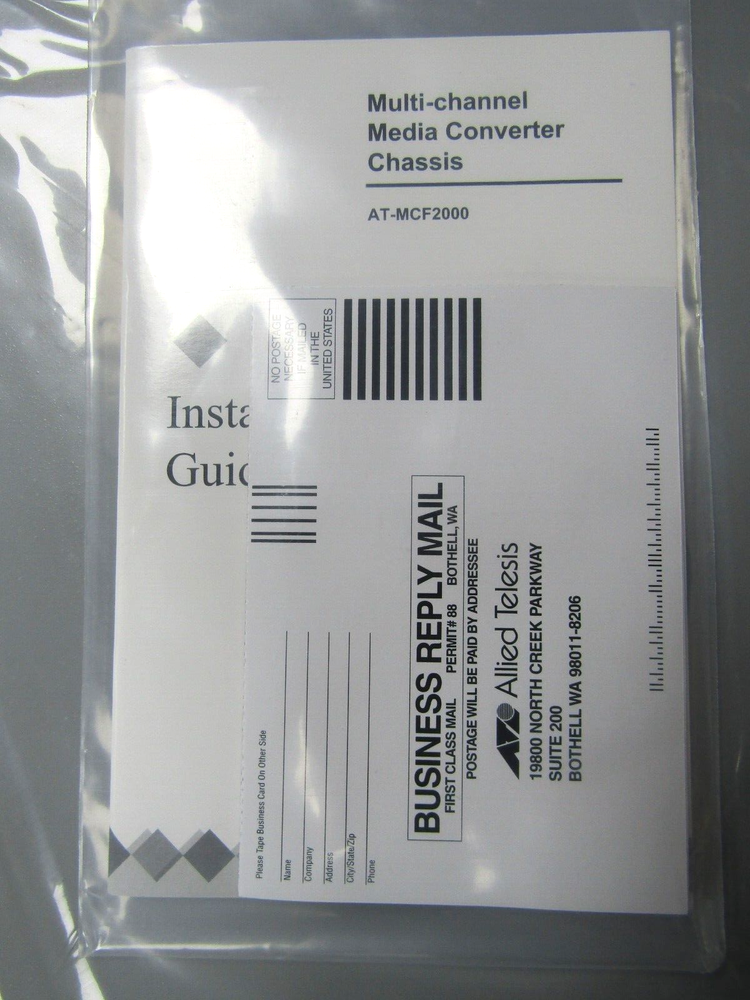 Multi-channel
Media Converter
Chassis
AT-MCF2000
Insta
Guid
NO POSTAGE
NECESSARY
IF MAILED
IN THE
UNITED STATES
BUSINESS REPLY MAIL
FIRST CLASS MAIL PERMIT# 88 BOTHELL, WA
POSTAGE WILL BE PAID BY ADDRESSEE
Allied Telesis
19800 NORTH CREEK PARKWAY
SUITE 200
BOTHELL WA 98011-8206
Please Tape Business Card On Other Side
Name
Company
Address
City/State/Zip
Phone